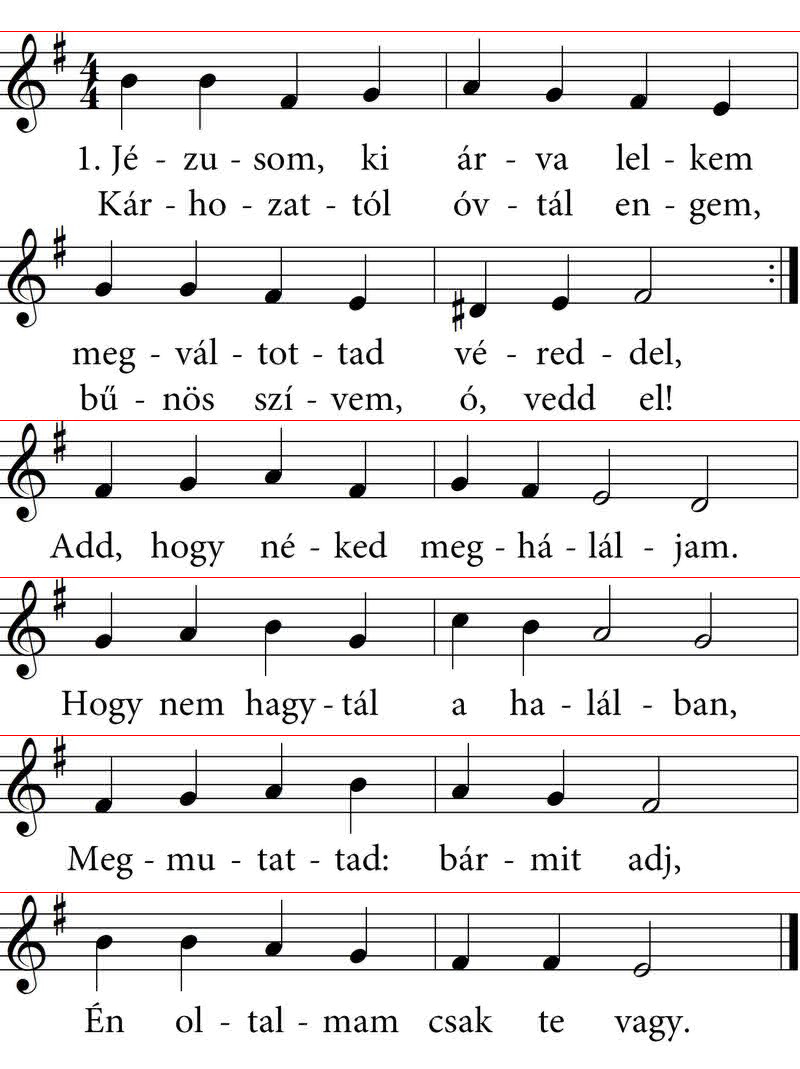 4
4
1. Jé - zu - som, ki ár - va lel - kem
Kár - ho - zat - tól óv - tál en - gem,
meg - vál - tot - tad vé - red - del,
bű - nös szí - vem, ó, vedd el!
Add, hogy né - ked meg - há - lál - jam.
Hogy nem hagy - tál a ha - lál - ban,
Meg - mu - tat - tad: bár - mit adj,
Én ol - tal - mam csak te vagy.